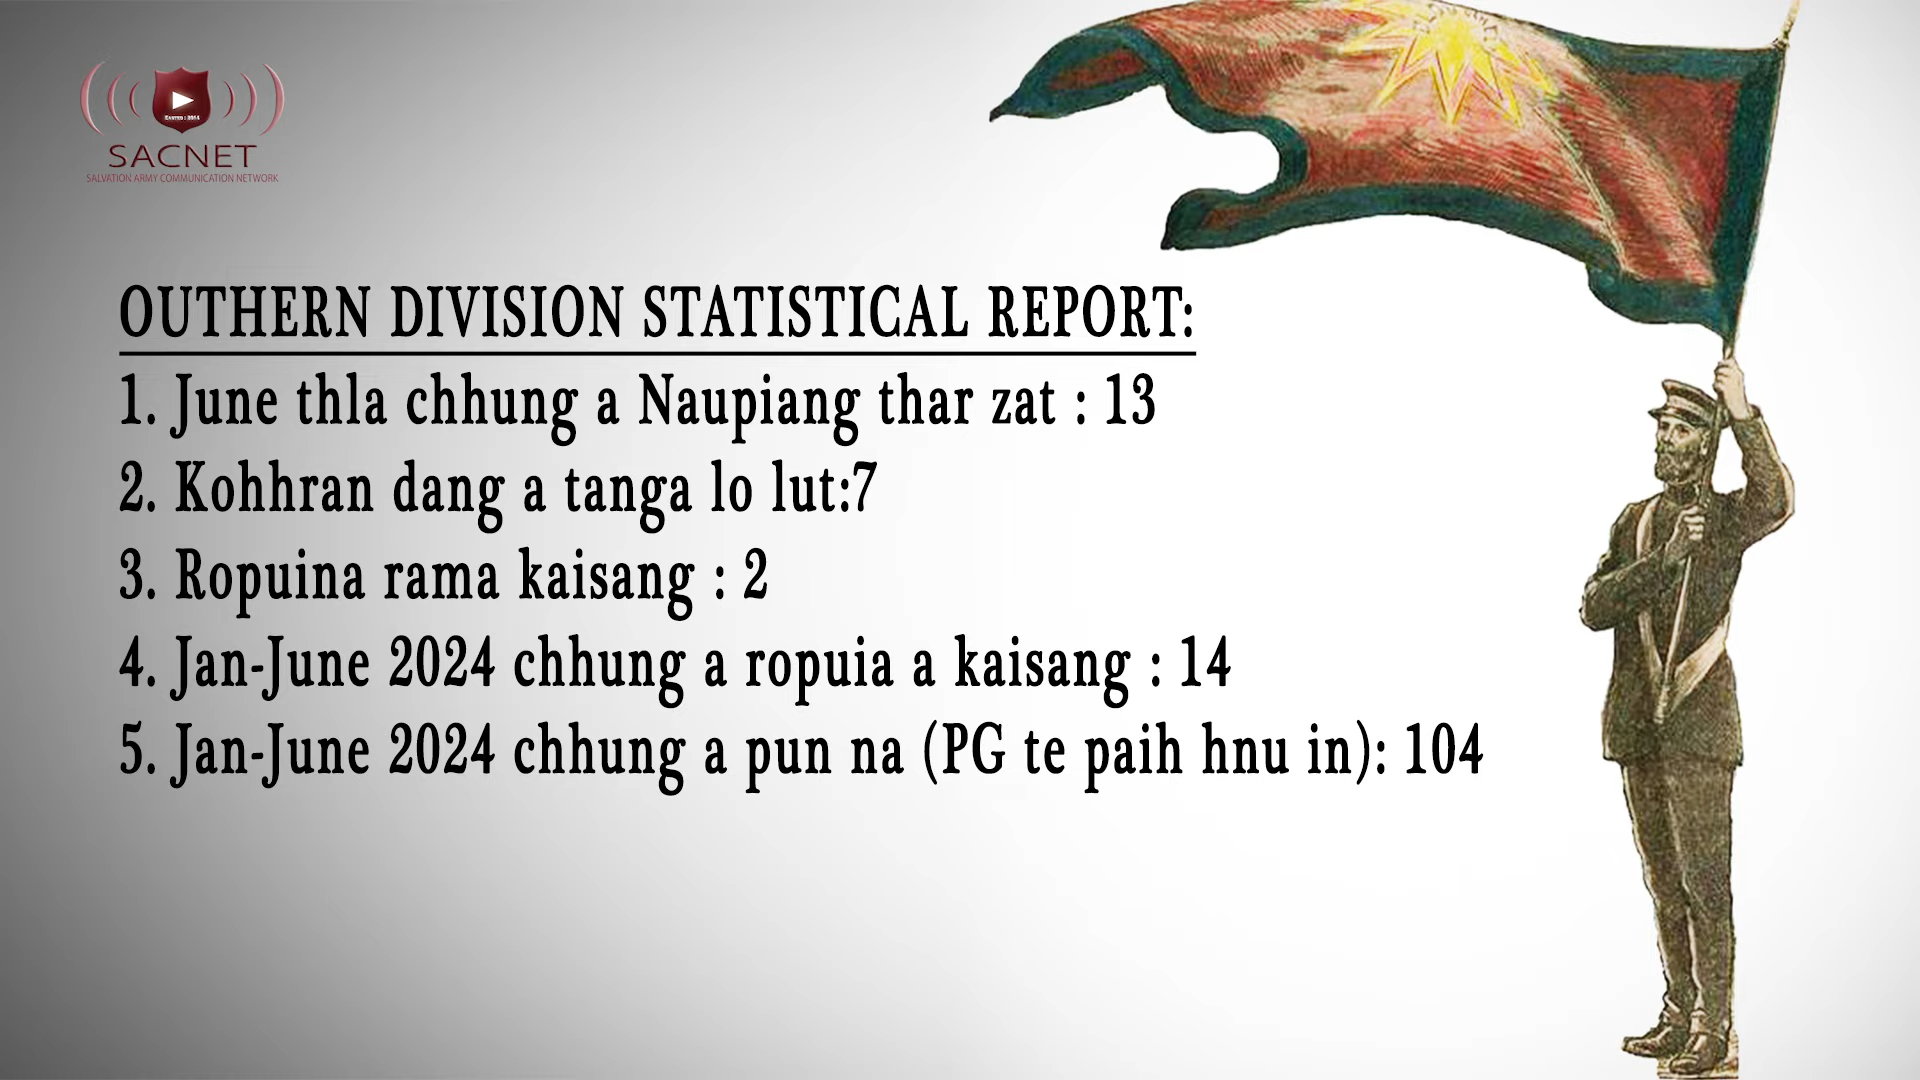 Easter : 2014
SACNET
SALVATION ARMY COMMUNICATION NETWORK
OUTHERN DIVISION STATISTICAL REPORT:
1. June thla chhung a Naupiang thar zat : 13
2. Kohhran dang a tanga lo lut:7
3. Ropuina rama kaisang : 2
4. Jan-June 2024 chhung a ropuia a kaisang : 14
5. Jan-June 2024 chhung a pun na (PG te paih hnu in): 104